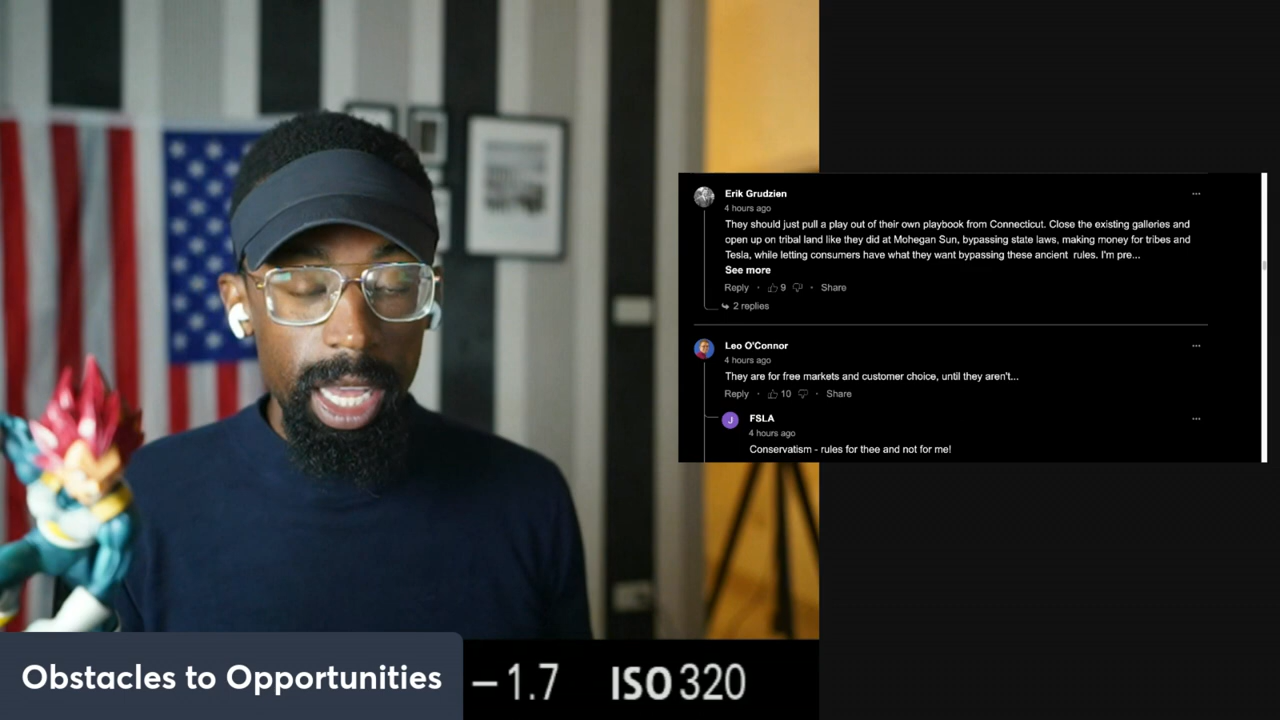 Erik Grudzien
4 hours ago
They should just pull a play out of their own playbook from Connecticut. Close the existing galleries and
open up on tribal land like they did at Mohegan Sun, bypassing state laws, making money for tribes and
Tesla, while letting consumers have what they want bypassing these ancient rules. I'm pre...
See more
Reply · 9 · Share
2 replies
Leo O'Connor
4 hours ago
They are for free markets and customer choice, until they aren't...
Reply · 10 · Share
J FSLA
4 hours ago
Conservatism - rules for thee and not for me!
Obstacles to Opportunities
–1.7 ISO 320